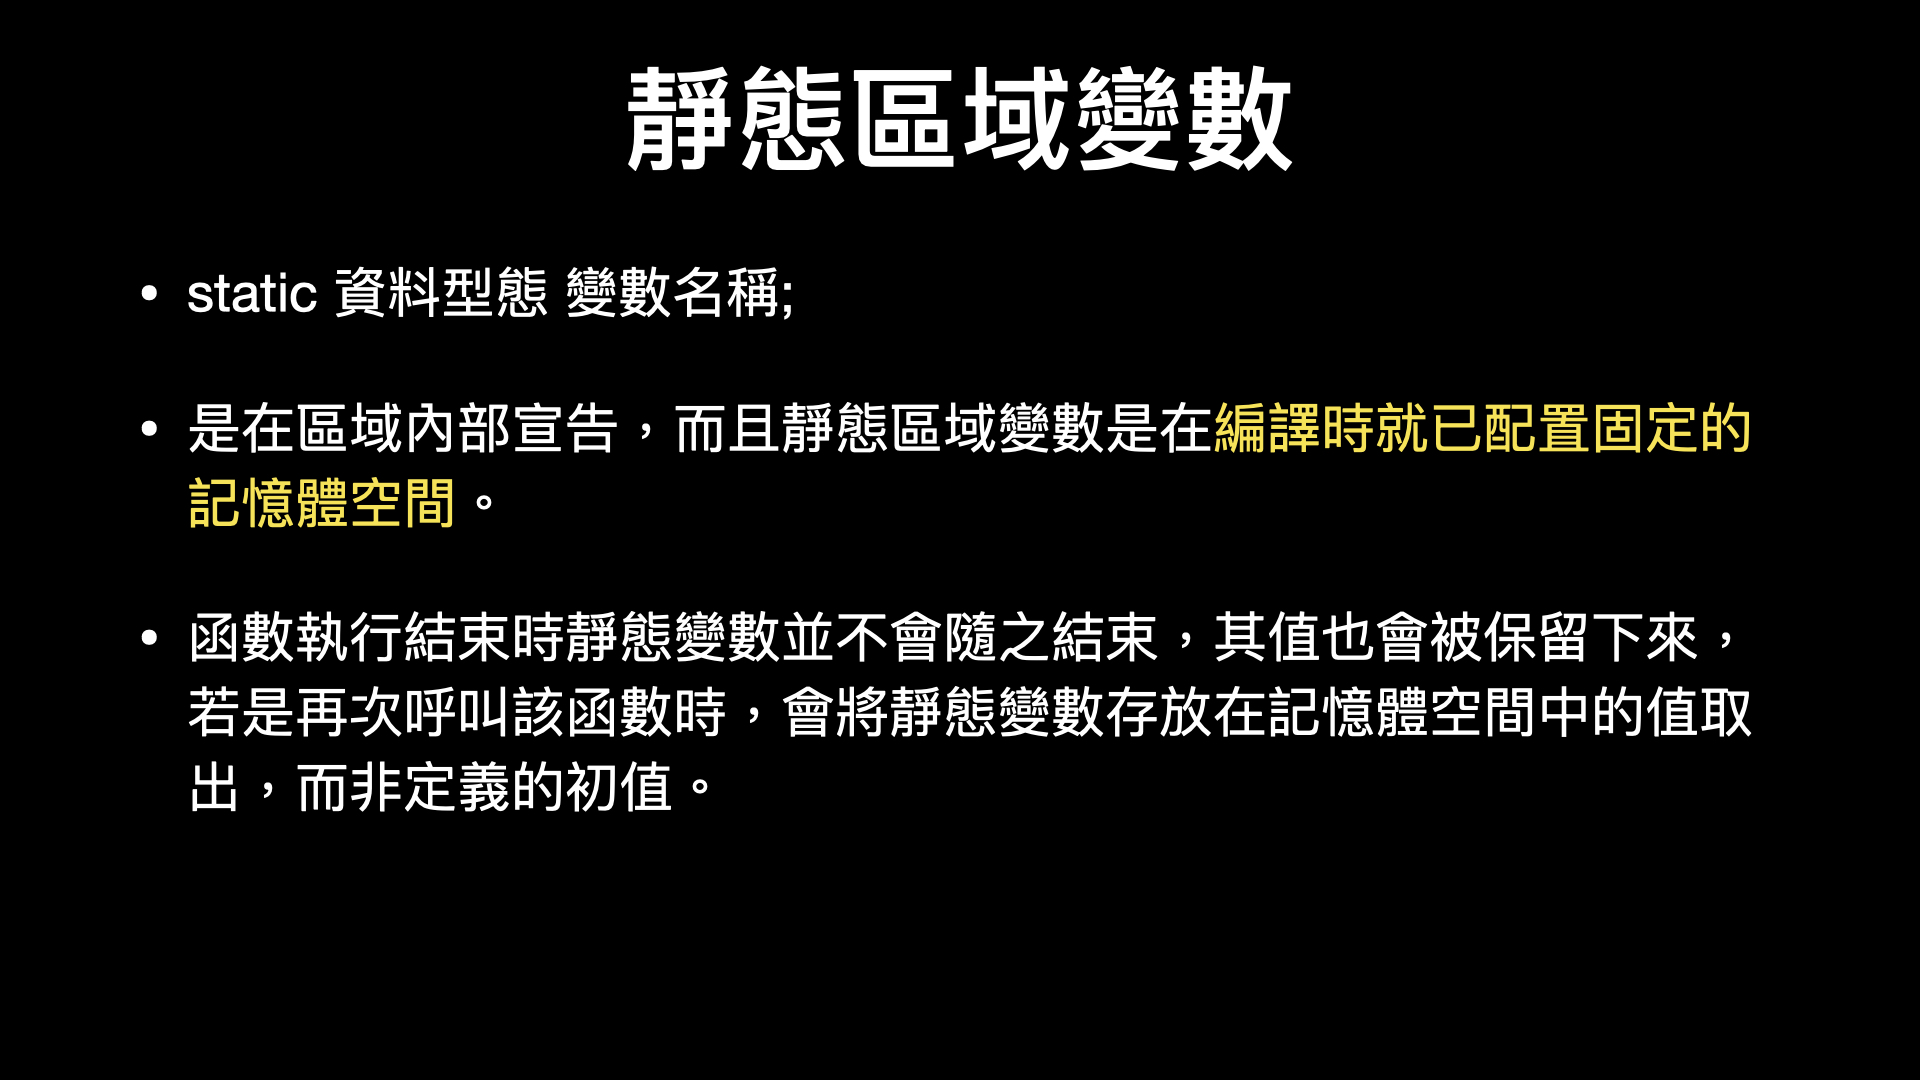 靜態區域變數
• static 資料型態 變數名稱;
• 是在區域內部宣告，而且靜態區域變數是在編譯時就已配置固定的
記憶體空間。
• 函數執行結束時靜態變數並不會隨之結束，其值也會被保留下來，
若是再次呼叫該函數時，會將靜態變數存放在記憶體空間中的值取
出，而非定義的初值。